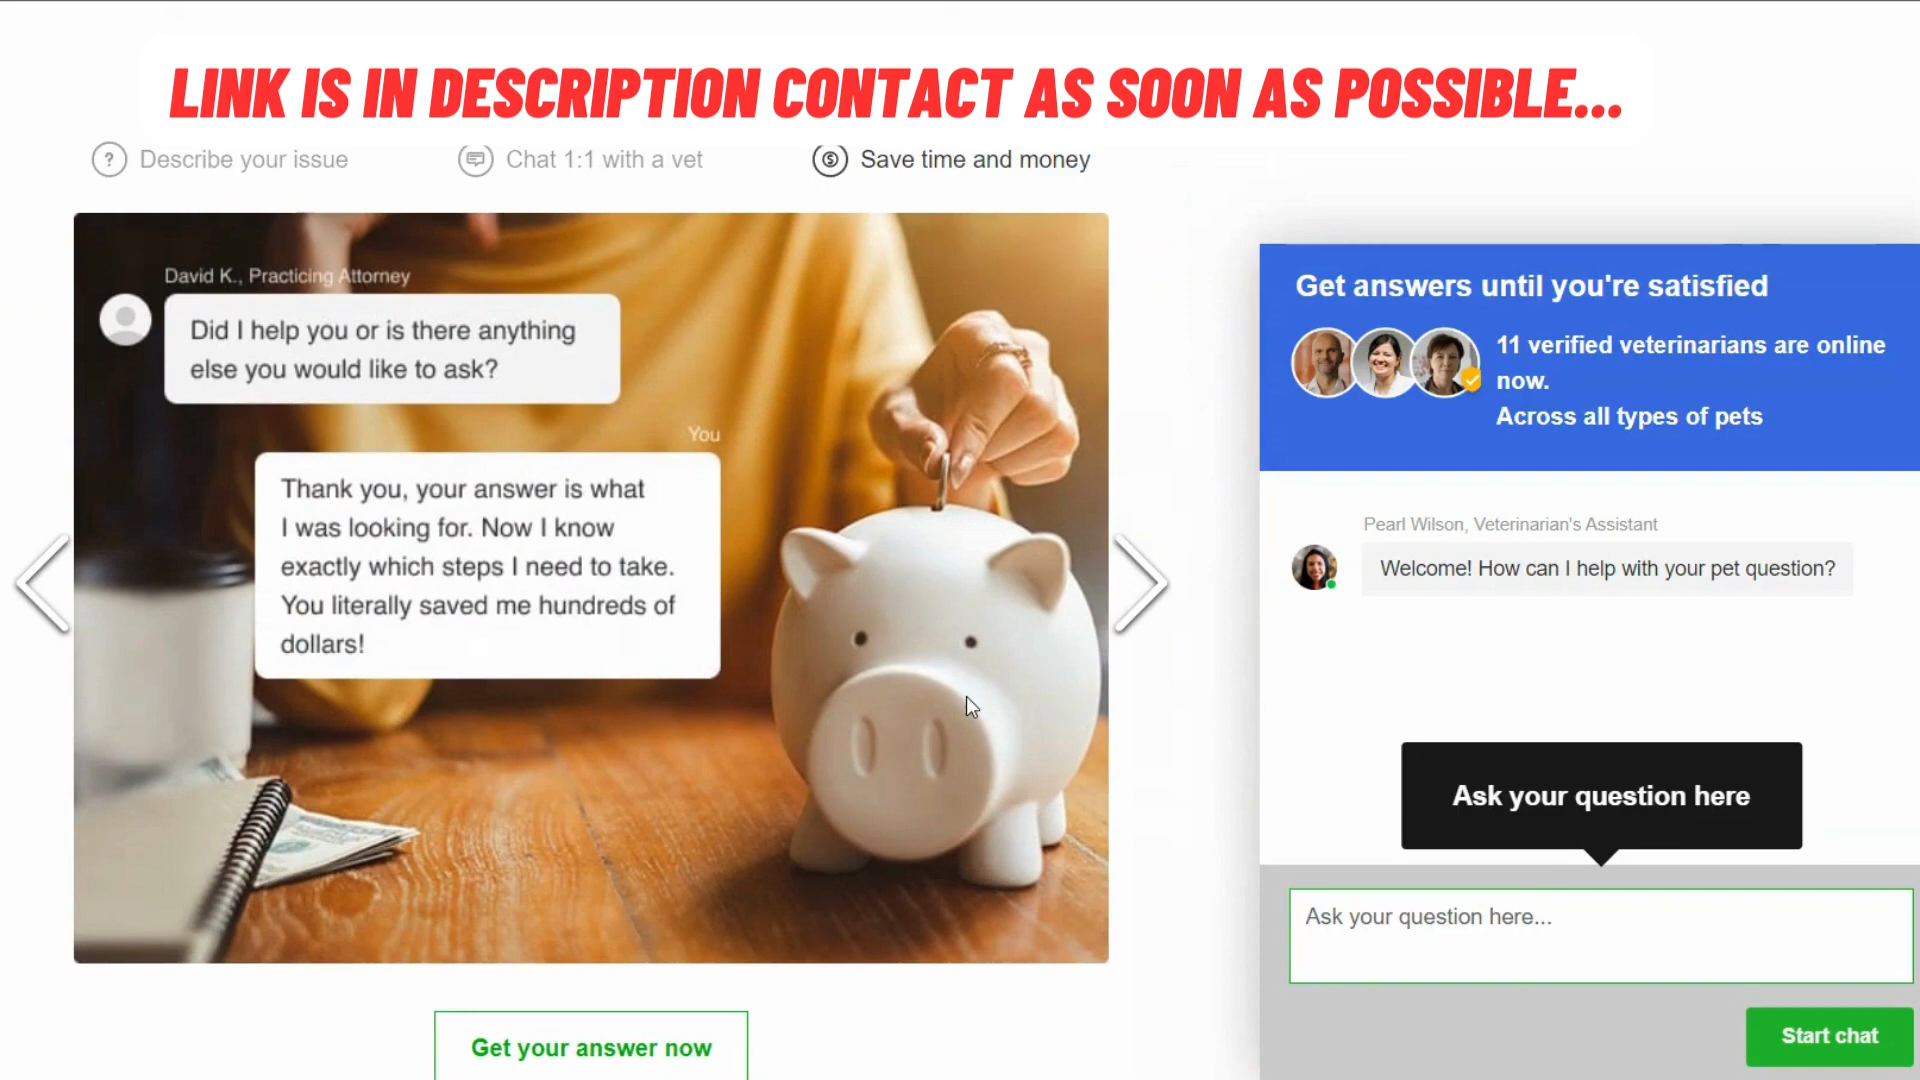 LINK IS IN DESCRIPTION CONTACT AS SOON AS POSSIBLE...
? Describe your issue
Chat 1:1 with a vet
$ Save time and money
David K., Practicing Attorney
Did I help you or is there anything
else you would like to ask?
You
Thank you, your answer is what
I was looking for. Now I know
exactly which steps I need to take.
You literally saved me hundreds of
dollars!
Get your answer now
Get answers until you're satisfied
11 verified veterinarians are online
now.
Across all types of pets
Pearl Wilson, Veterinarian's Assistant
Welcome! How can I help with your pet question?
Ask your question here
Ask your question here...
Start chat